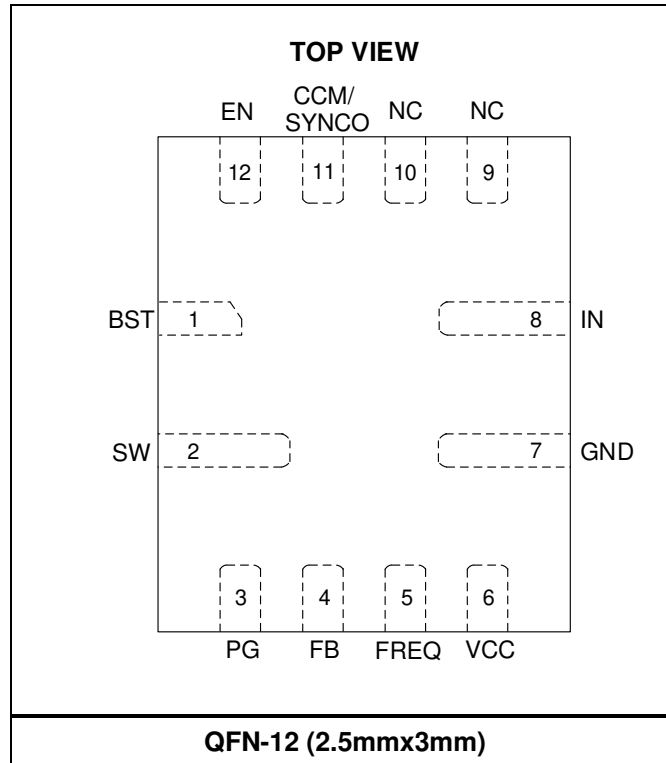 TOP VIEW
EN
CCM/
SYNCO
NC
NC
12
11
10
9
BST
1
8
IN
SW
2
7
GND
3
4
5
6
PG
FB
FREQ
VCC
QFN-12 (2.5mmx3mm)